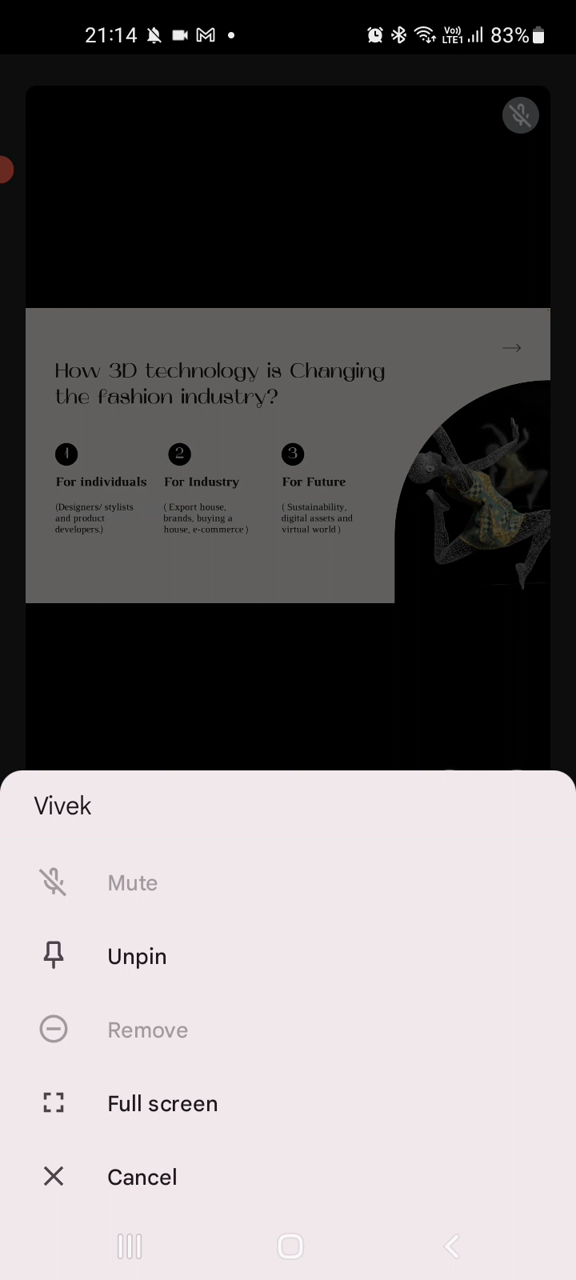 21:14
Vo))
LTE1
83%
How 3D technology is Changing
the fashion industry?
1
2
3
For individuals
For Industry
For Future
(Designers/ stylists
and product
developers.)
( Export house,
brands, buying a
house, e-commerce )
( Sustainability,
digital assets and
virtual world )
Vivek
Mute
Unpin
Remove
Full screen
Cancel